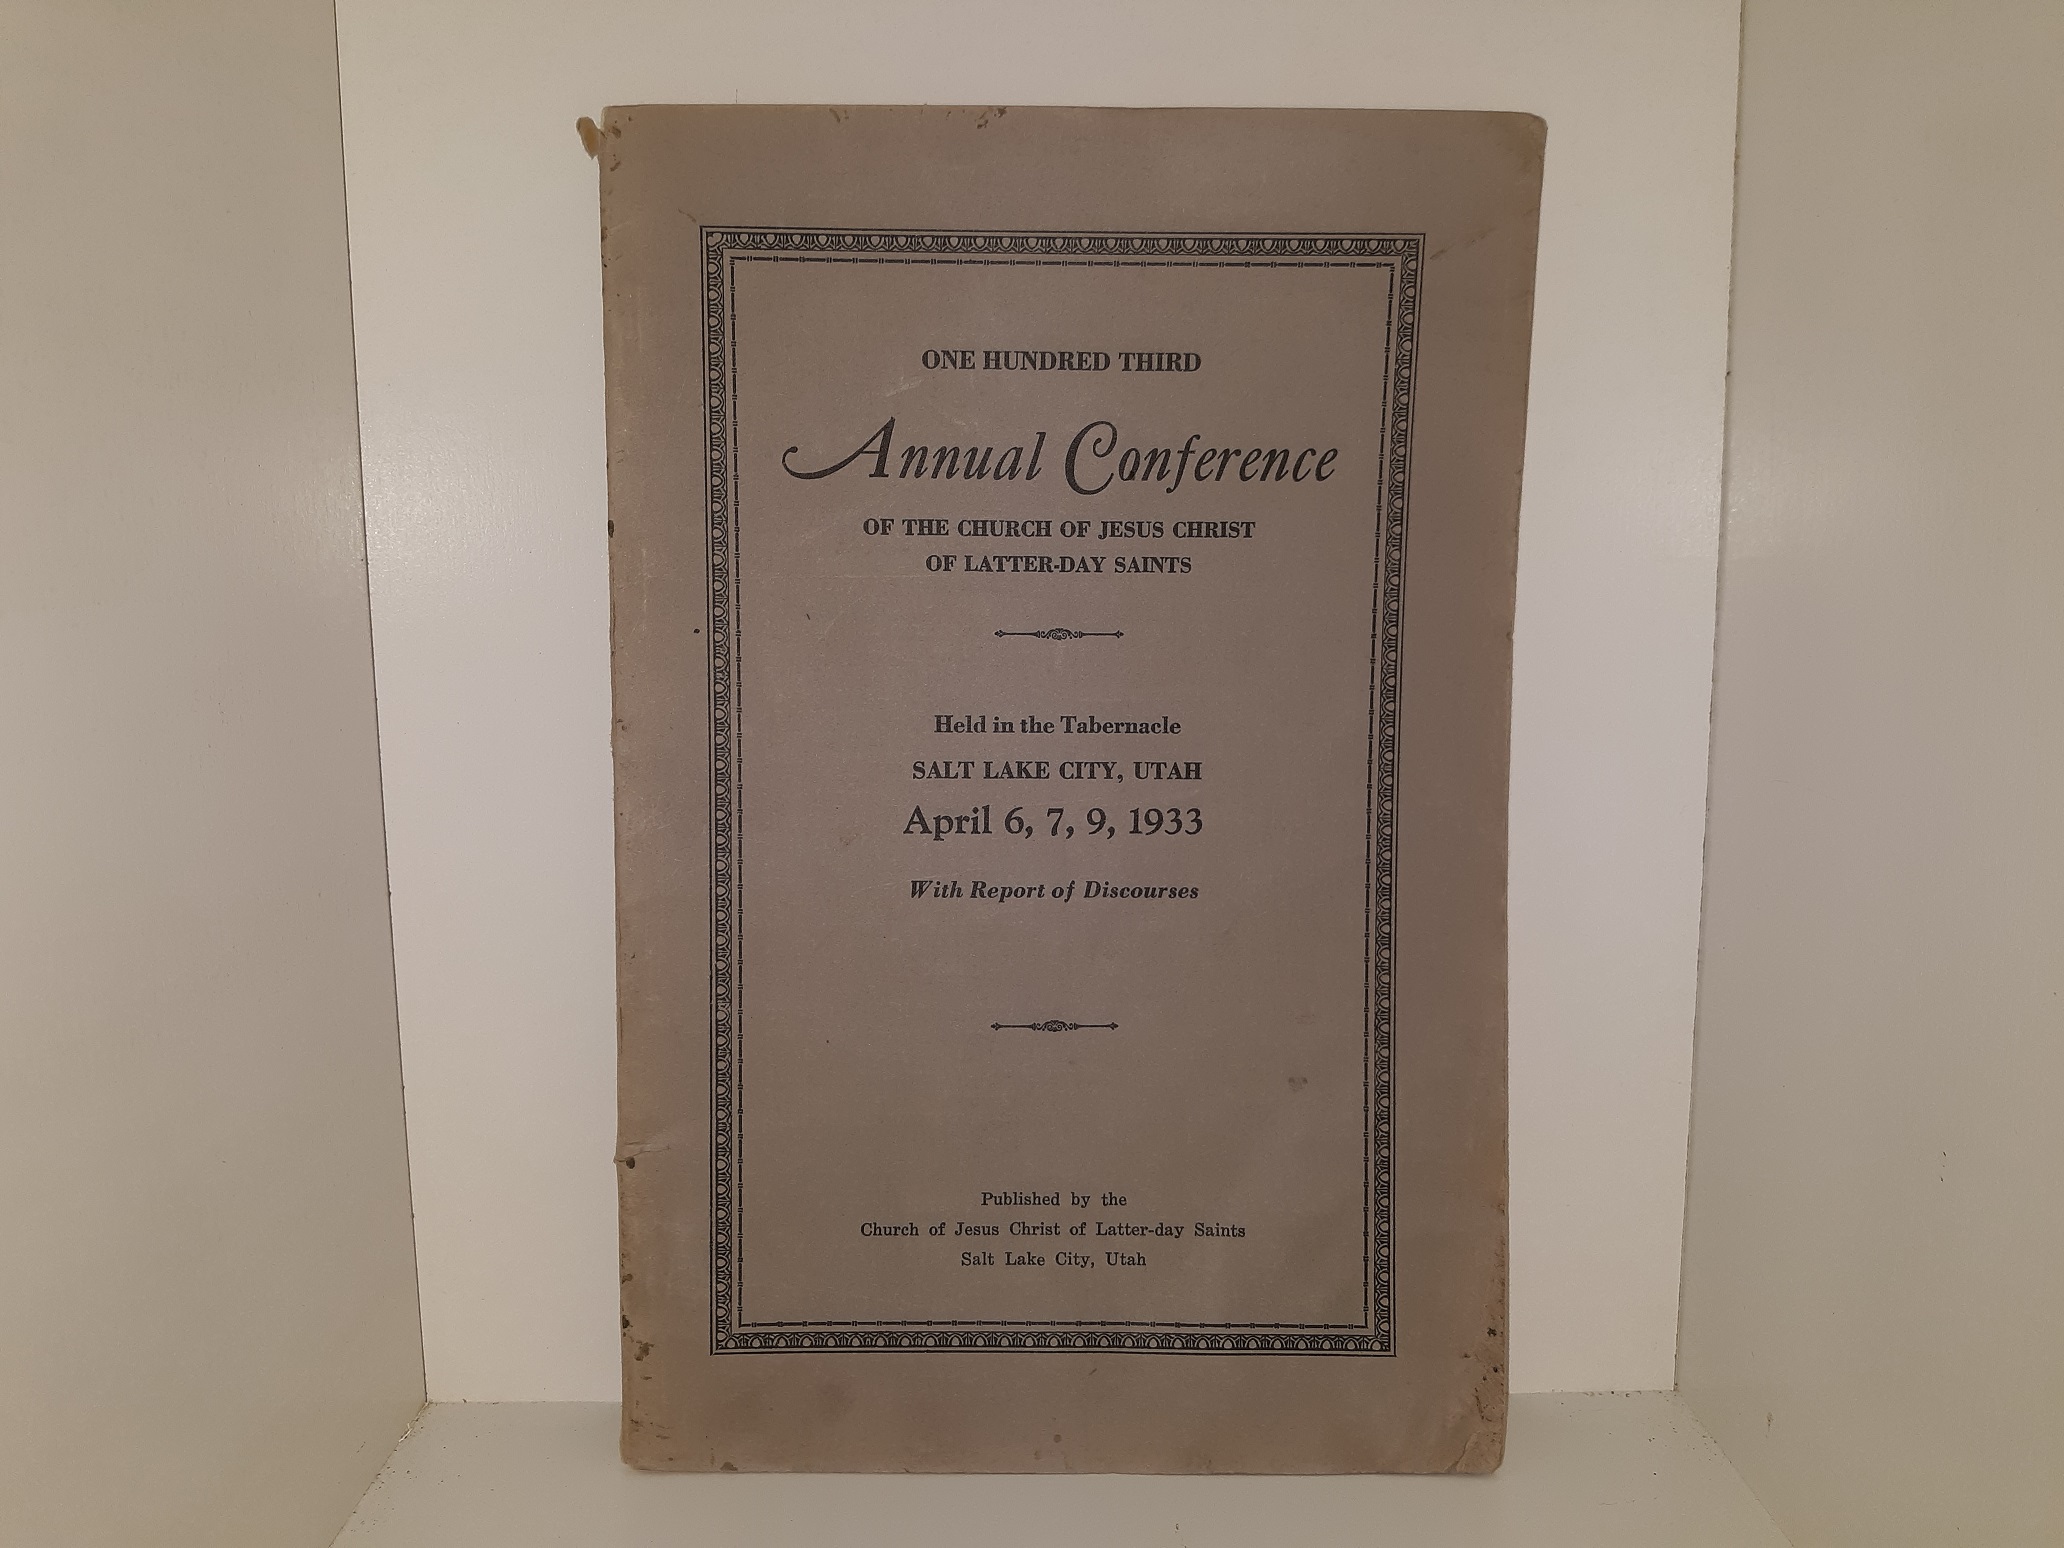 ONE HUNDRED THIRD
Annual Conference
OF THE CHURCH OF JESUS CHRIST
OF LATTER-DAY SAINTS
Held in the Tabernacle
SALT LAKE CITY, UTAH
April 6, 7, 9, 1933
With Report of Discourses
Published by the
Church of Jesus Christ of Latter-day Saints
Salt Lake City, Utah